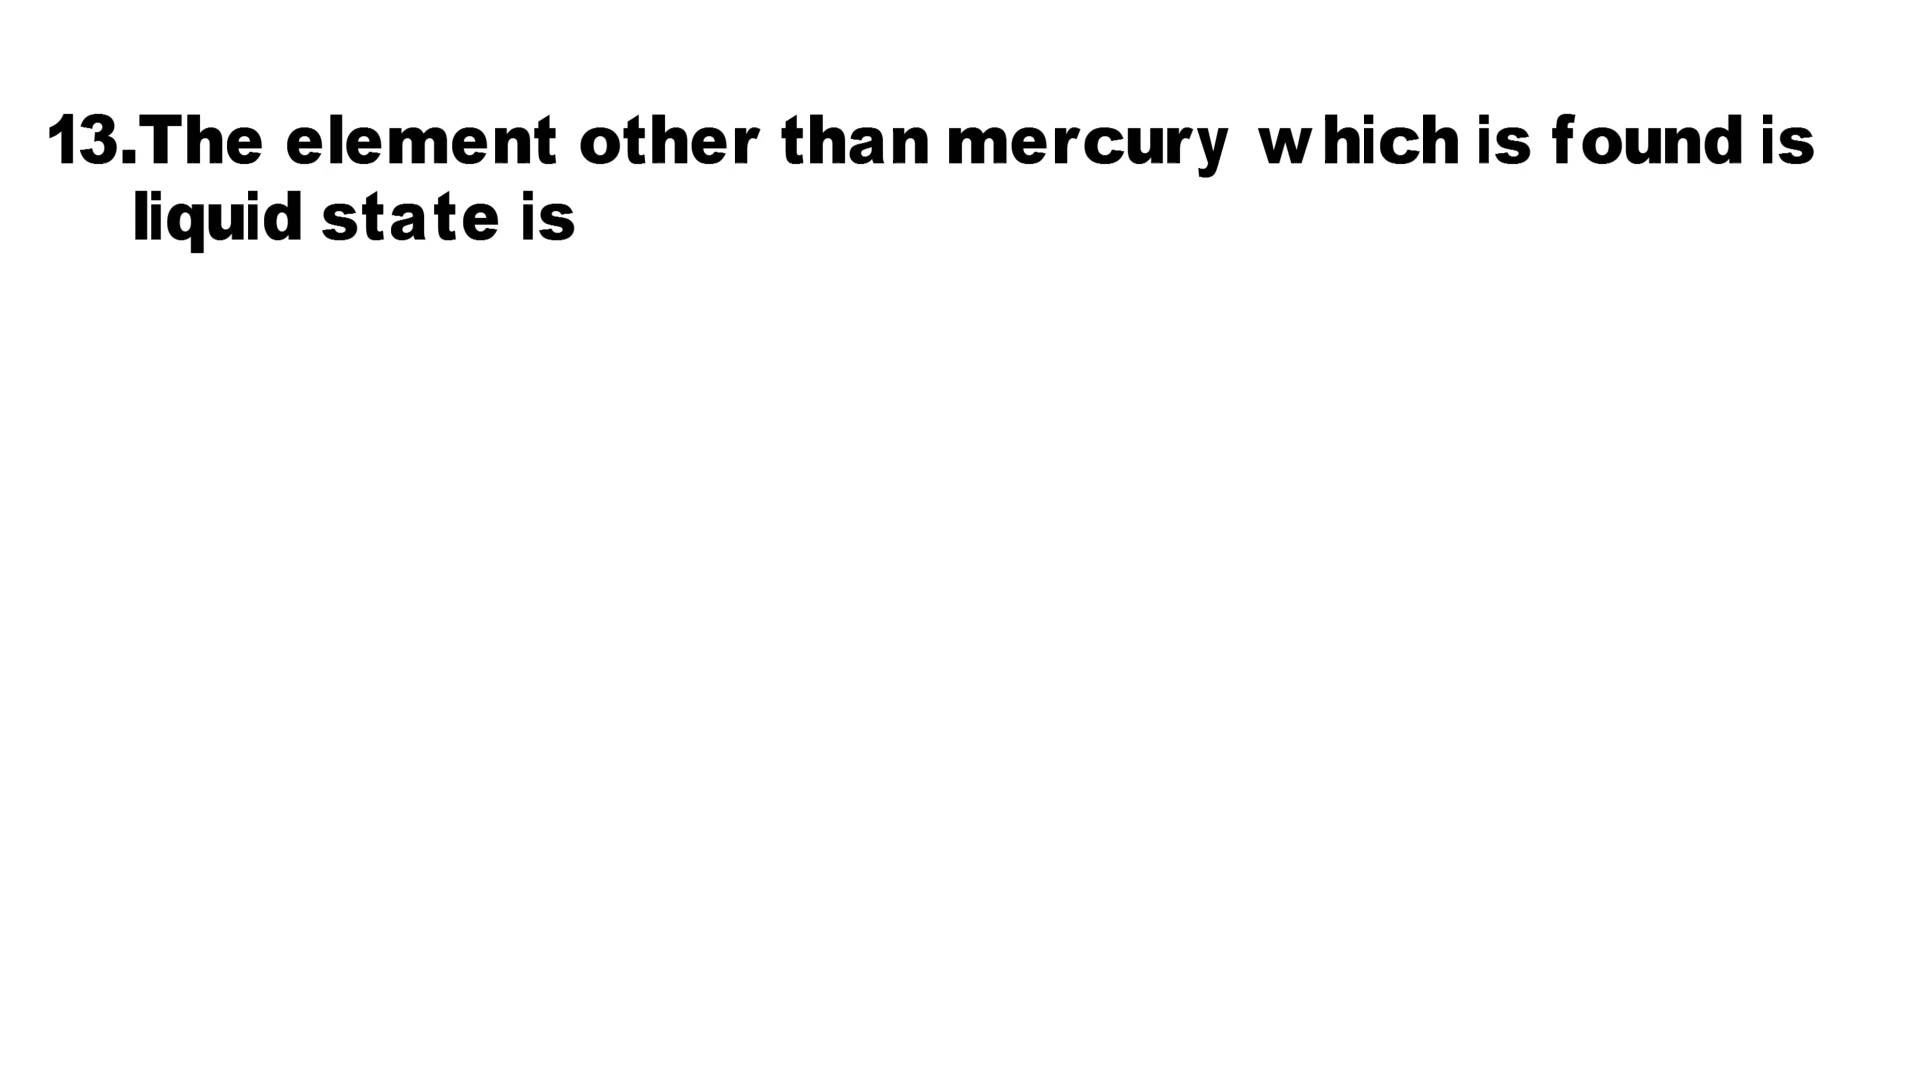 13.The element other than mercury which is found is
liquid state is